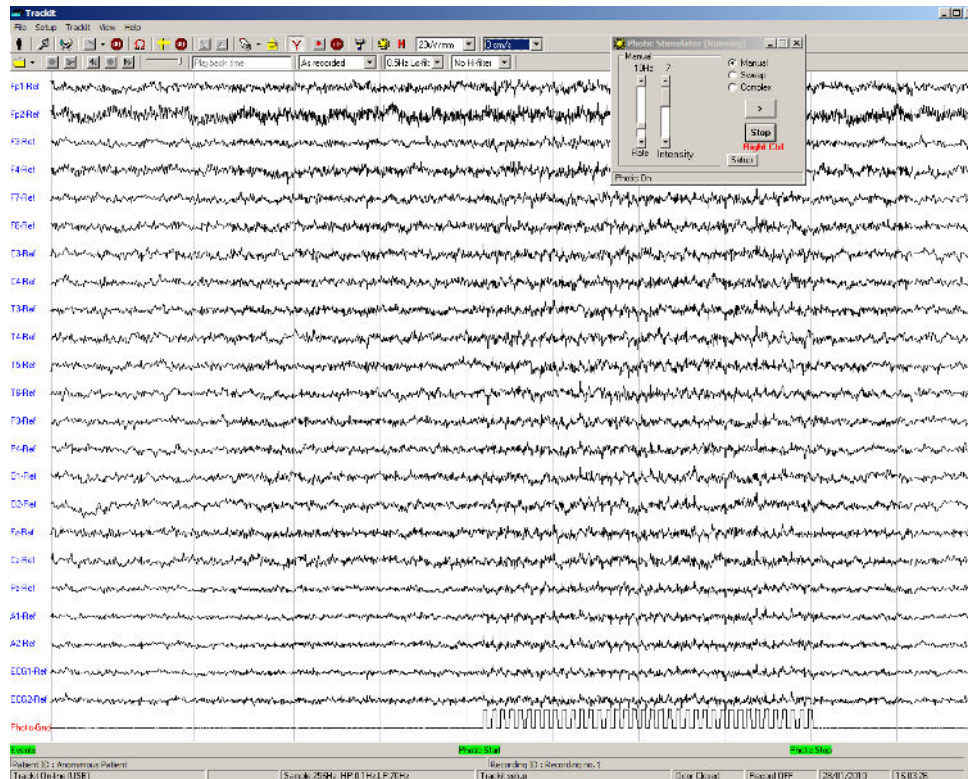 Trackit
File Setup Trackit View Help
20uV/mm 3 cm/s
Playback time As recorded 0.5Hz Lo-filt No Hi-filter
Photic Stimulator (Running)
Manual
10Hz 7
Rate Intensity
Manual
Sweep
Complex
>
Stop
Right Ctrl
Setup
Photic On
Fp1-Ref
Fp2-Ref
F3-Ref
F4-Ref
F7-Ref
F8-Ref
C3-Ref
C4-Ref
T3-Ref
T4-Ref
T5-Ref
T6-Ref
P3-Ref
P4-Ref
O1-Ref
O2-Ref
Fz-Ref
Cz-Ref
Pz-Ref
A1-Ref
A2-Ref
ECG1-Ref
ECG2-Ref
Photic-Gnd
Events Photic Start Photic Stop
Patient ID : Anonymous Patient Recording ID : Recording no.1
Trackit Online (USB) Sample 256Hz, HP:0.1Hz LP:70Hz Trackit setup Door Closed Record OFF 28/01/2010 16:03:26